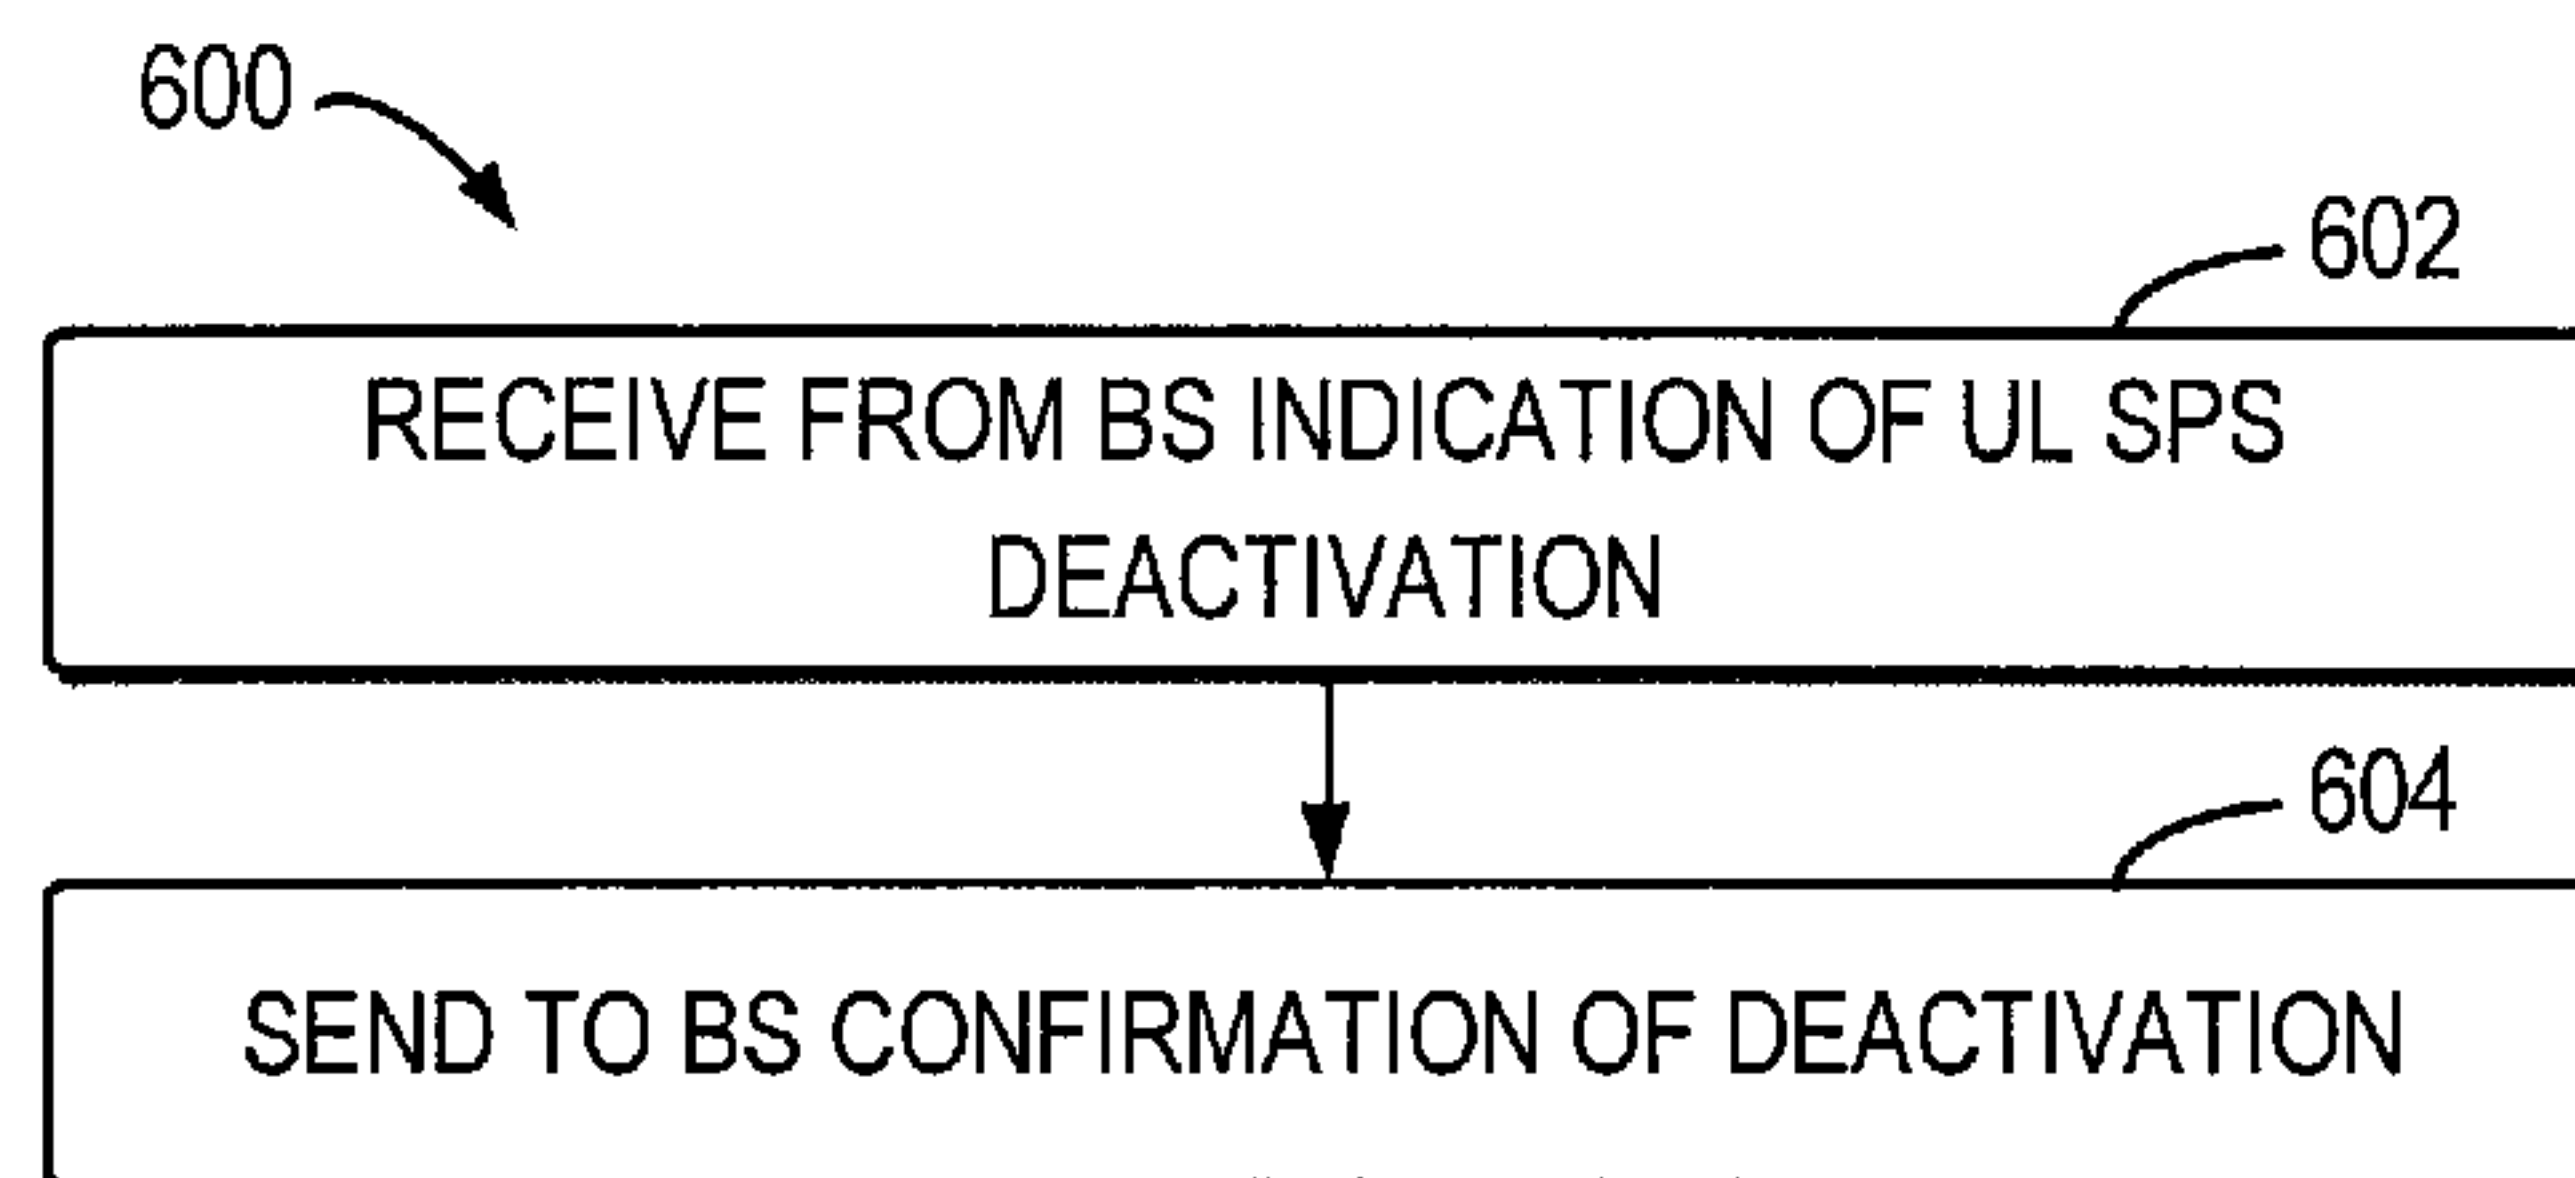 600
602
RECEIVE FROM BS INDICATION OF UL SPS
DEACTIVATION
604
SEND TO BS CONFIRMATION OF DEACTIVATION